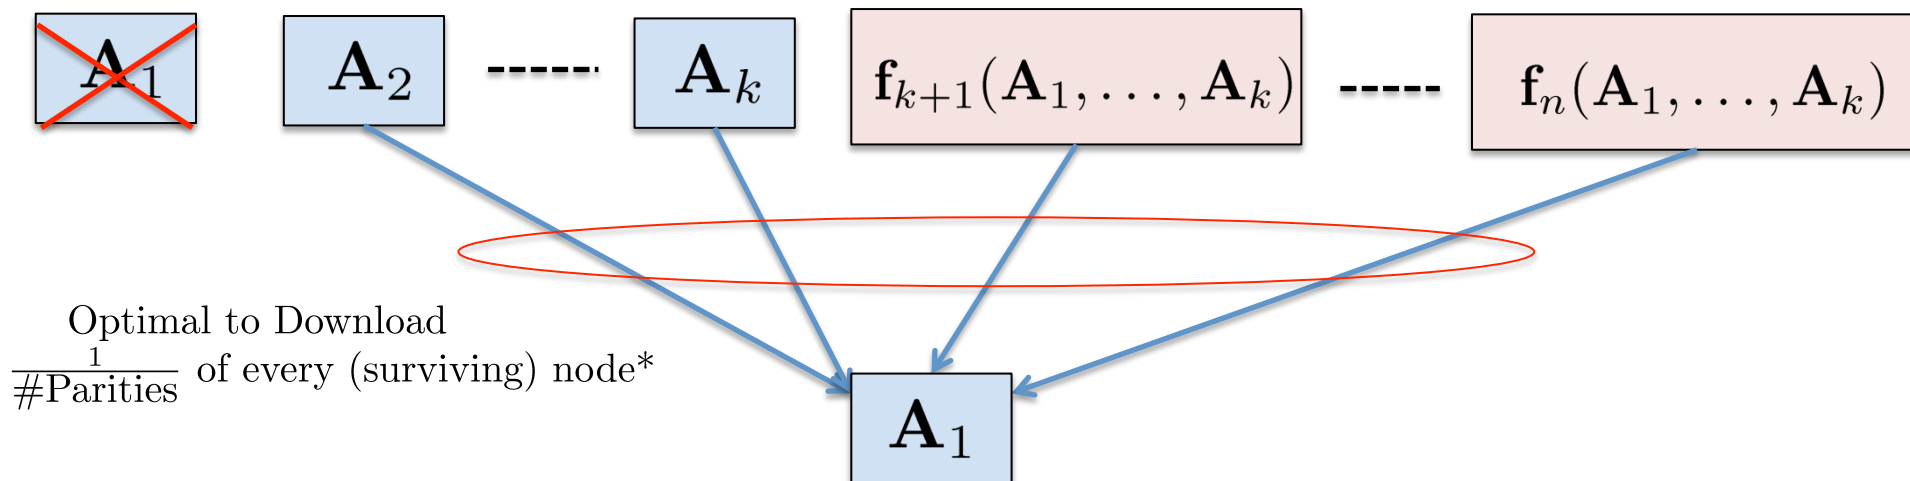 A₁ A₂ Aₖ fₖ₊₁(A₁, . . . , Aₖ) fₙ(A₁, . . . , Aₖ)
Optimal to Download
1/#Parities of every (surviving) node*
A₁